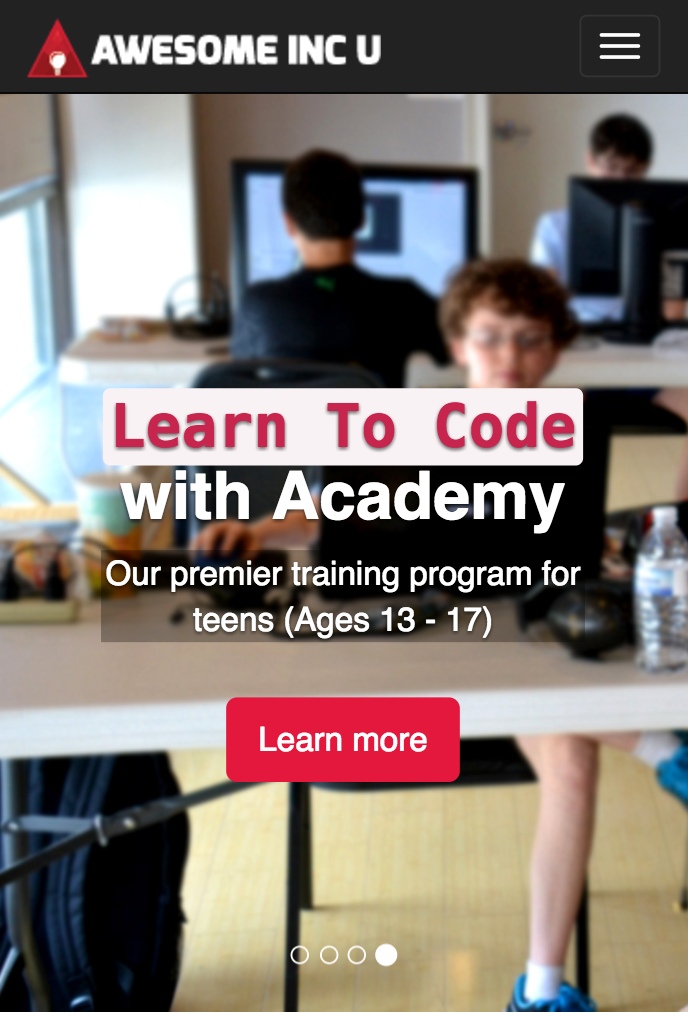 AWESOME INC U
Learn To Code
with Academy
Our premier training program for
teens (Ages 13 - 17)
Learn more